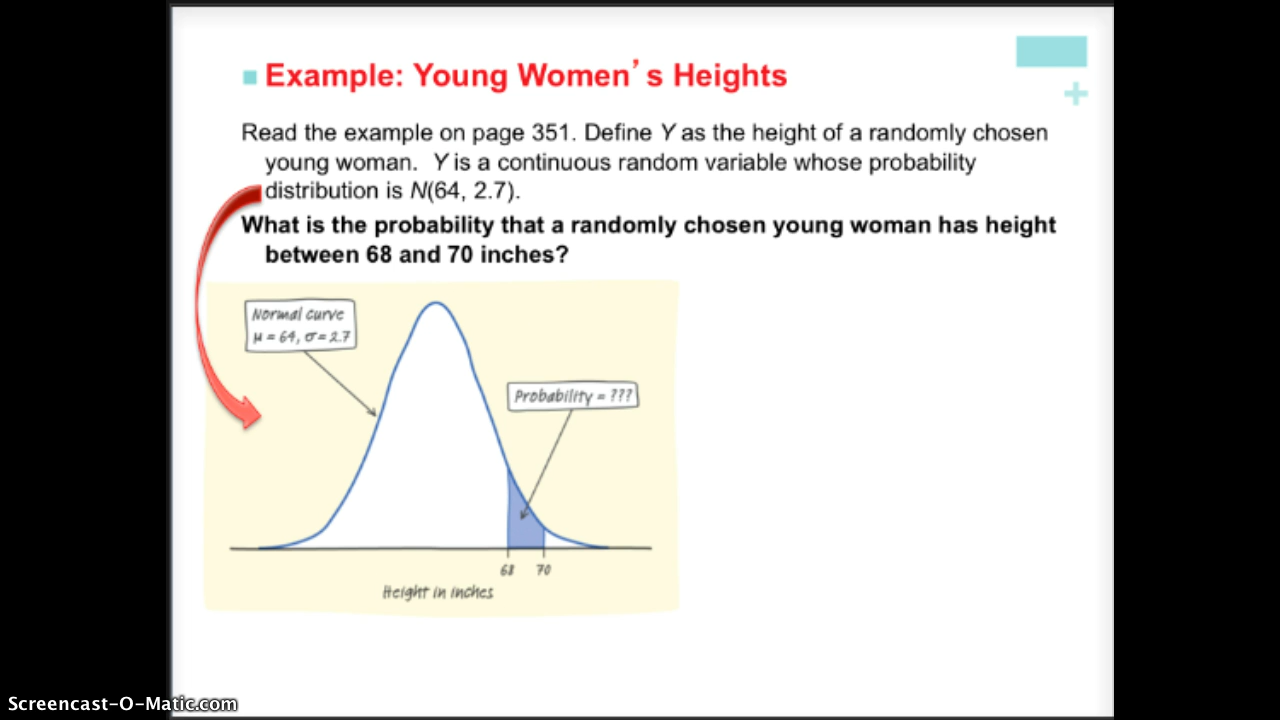 Example: Young Women's Heights
Read the example on page 351. Define Y as the height of a randomly chosen
young woman. Y is a continuous random variable whose probability
distribution is N(64, 2.7).
What is the probability that a randomly chosen young woman has height
between 68 and 70 inches?
Normal curve
μ = 64, σ = 2.7
Probability = ???
68 70
Height in inches
Screencast-O-Matic.com